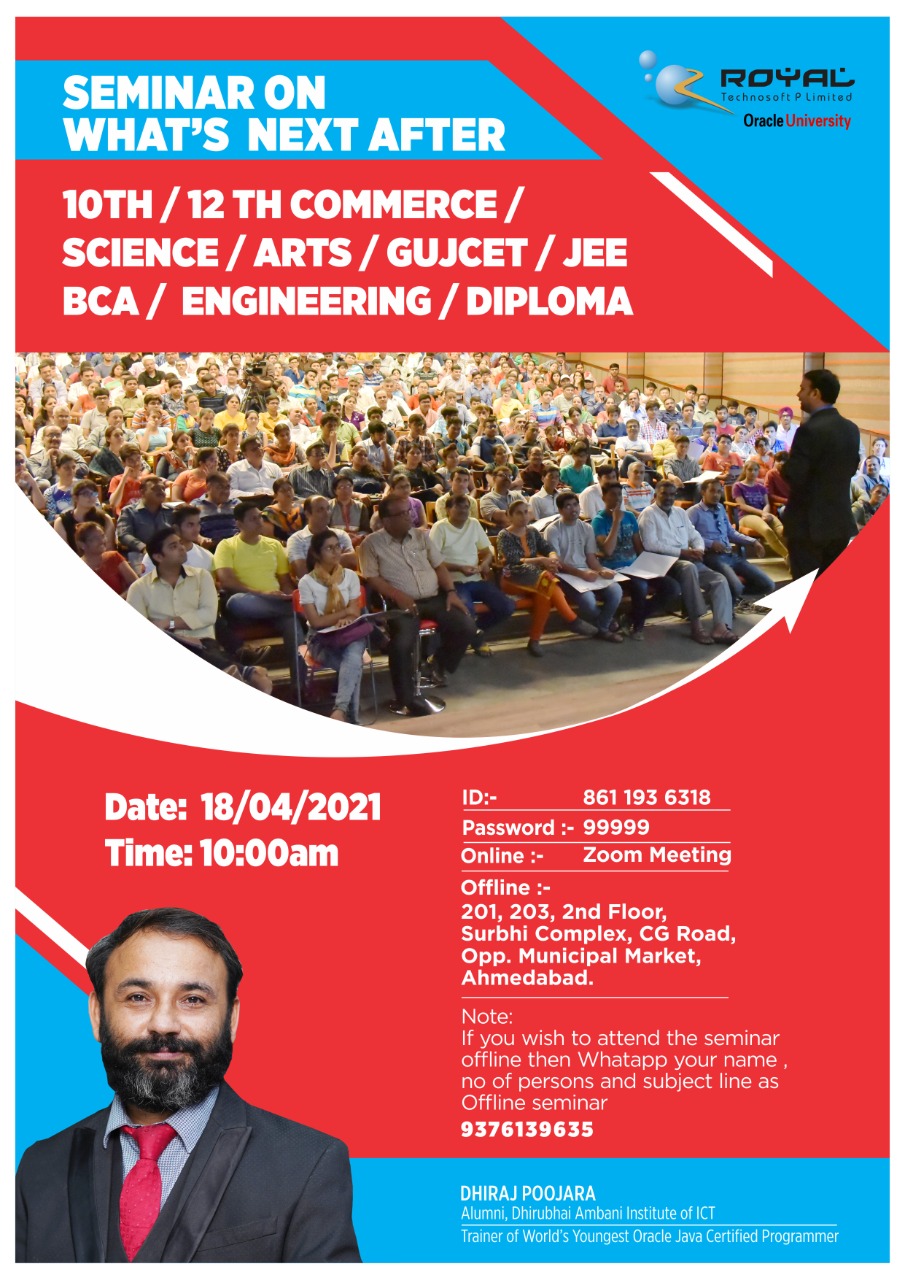 SEMINAR ON
WHAT'S NEXT AFTER
ROYAL
Technosoft P Limited
Oracle University
10TH / 12 TH COMMERCE /
SCIENCE / ARTS / GUJCET / JEE
BCA / ENGINEERING / DIPLOMA
Date: 18/04/2021
Time: 10:00am
ID:- 861 193 6318
Password :- 99999
Online :- Zoom Meeting
Offline :-
201, 203, 2nd Floor,
Surbhi Complex, CG Road,
Opp. Municipal Market,
Ahmedabad.
Note:
If you wish to attend the seminar
offline then Whatapp your name ,
no of persons and subject line as
Offline seminar
9376139635
DHIRAJ POOJARA
Alumni, Dhirubhai Ambani Institute of ICT
Trainer of World's Youngest Oracle Java Certified Programmer